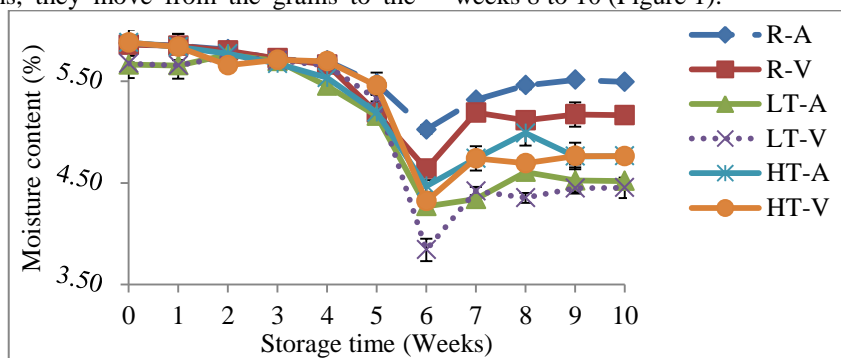 they move from the grains to the weeks 8 to 10 (Figure 1).
R-A
R-V
LT-A
LT-V
HT-A
HT-V
Moisture content (%)
5.50
4.50
3.50
0 1 2 3 4 5 6 7 8 9 10
Storage time (Weeks)